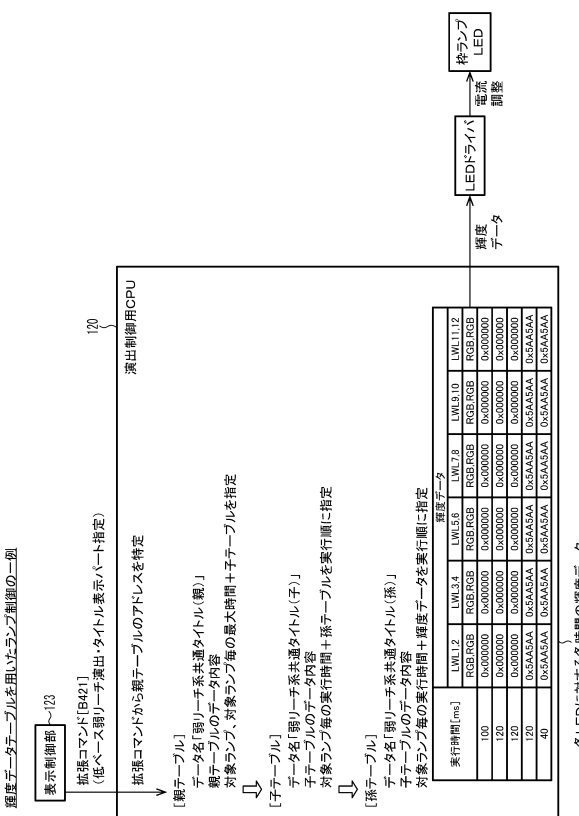 輝度データテーブルを用いたランプ制御の一例
表示制御部
～123
拡張コマンド[B421]
(低ベース弱リーチ演出・タイトル表示パート指定)
120
演出制御用CPU
拡張コマンドから親テーブルのアドレスを特定
[親テーブル]
データ名「弱リーチ系共通タイトル(親)」
親テーブルのデータ内容
対象ランプ、対象ランプ毎の最大時間＋子テーブルを指定
[子テーブル]
データ名「弱リーチ系共通タイトル(子)」
子テーブルのデータ内容
対象ランプ毎の実行時間＋孫テーブルを実行順に指定
[孫テーブル]
データ名「弱リーチ系共通タイトル(孫)」
子テーブルのデータ内容
対象ランプ毎の実行時間＋輝度データを実行順に指定
実行時間[ms] 輝度データ
LWL1,2 LWL3,4 LWL5,6 LWL7,8 LWL9,10 LWL11,12
RGB,RGB RGB,RGB RGB,RGB RGB,RGB RGB,RGB RGB,RGB
100 0x000000 0x000000 0x000000 0x000000 0x000000 0x000000
120 0x000000 0x000000 0x000000 0x000000 0x000000 0x000000
120 0x000000 0x000000 0x000000 0x000000 0x000000 0x000000
120 0x5AA5AA 0x5AA5AA 0x5AA5AA 0x5AA5AA 0x5AA5AA 0x5AA5AA
40 0x5AA5AA 0x5AA5AA 0x5AA5AA 0x5AA5AA 0x5AA5AA 0x5AA5AA
輝度
データ
LEDドライバ
電流
調整
枠ランプ
LED